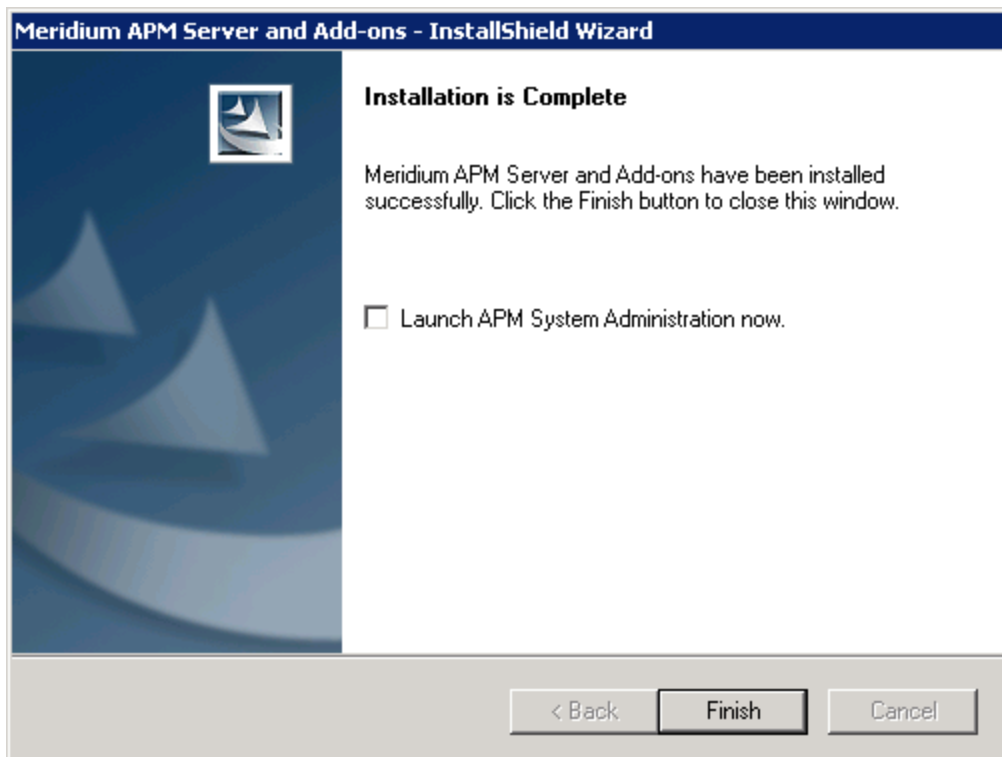 Meridium APM Server and Add-ons - InstallShield Wizard
Installation is Complete
Meridium APM Server and Add-ons have been installed
successfully. Click the Finish button to close this window.
Launch APM System Administration now.
< Back Finish Cancel